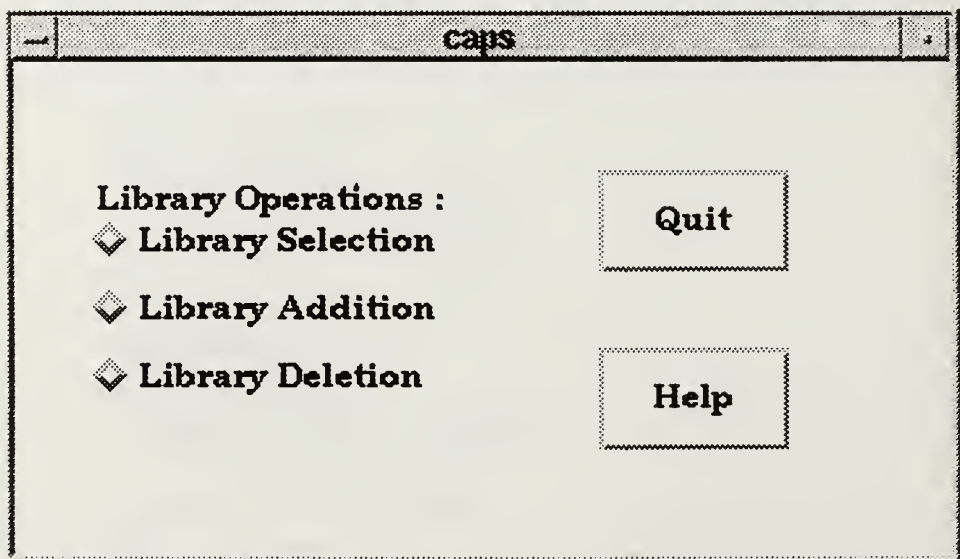 caps
Library Operations :
Library Selection
Library Addition
Library Deletion
Quit
Help